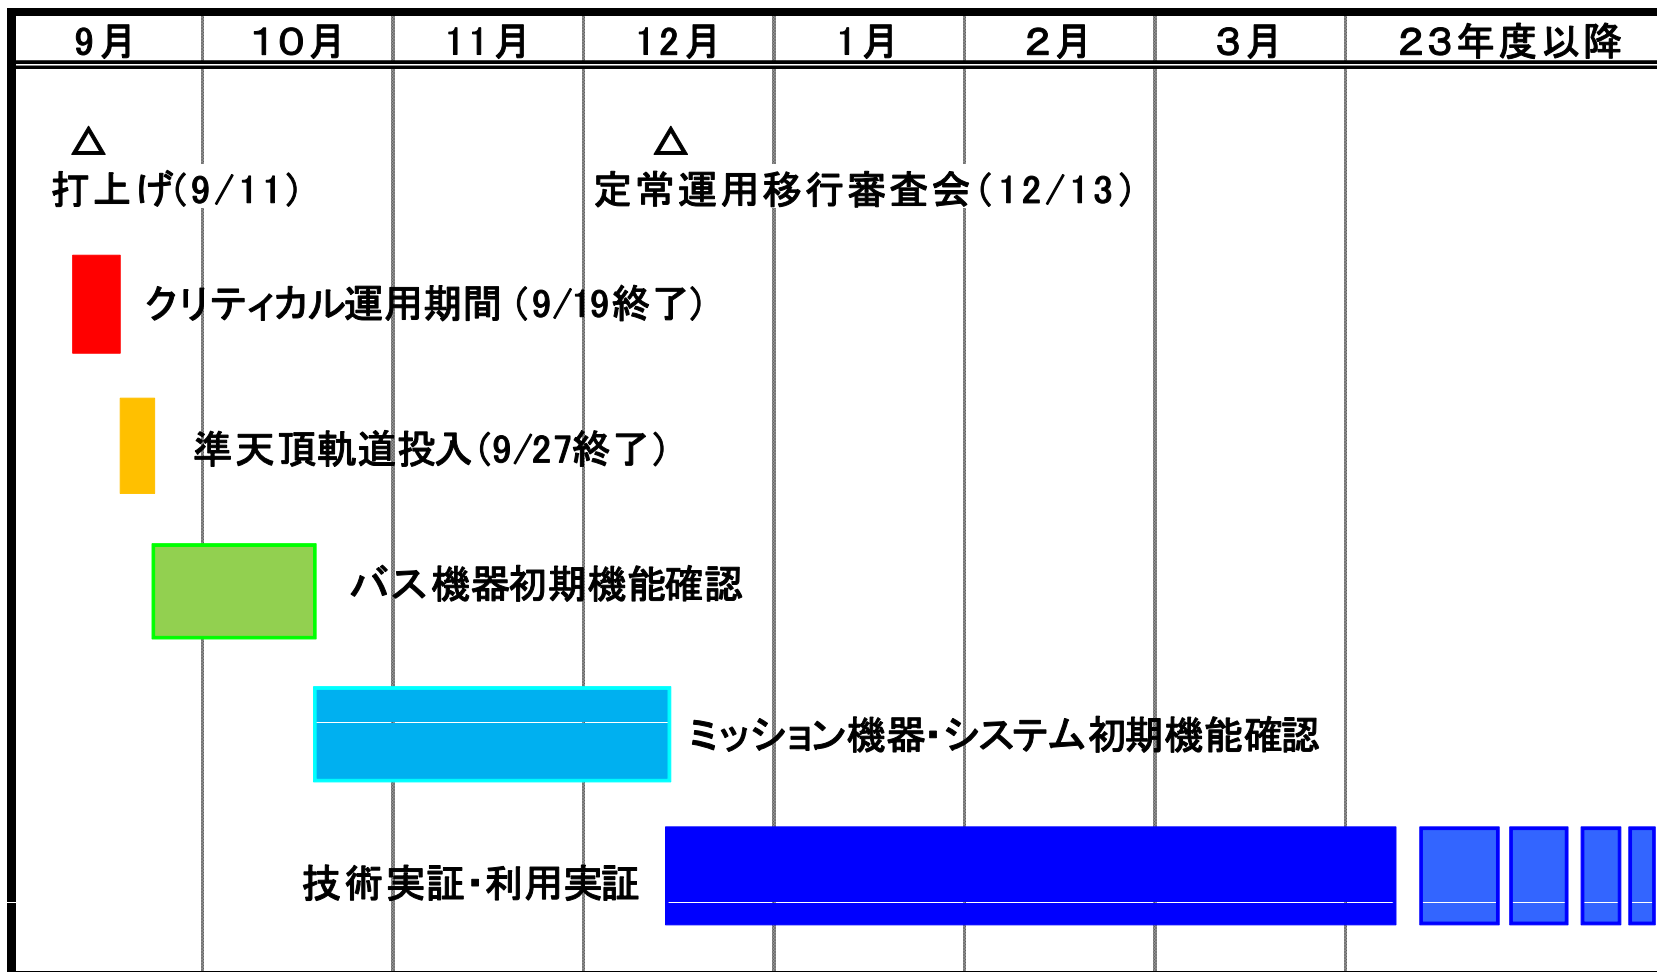 9月 10月 11月 12月 1月 2月 3月 23年度以降
△ △
打上げ(9/11) 定常運用移行審査会(12/13)
クリティカル運用期間(9/19終了)
準天頂軌道投入(9/27終了)
バス機器初期機能確認
ミッション機器・システム初期機能確認
技術実証・利用実証